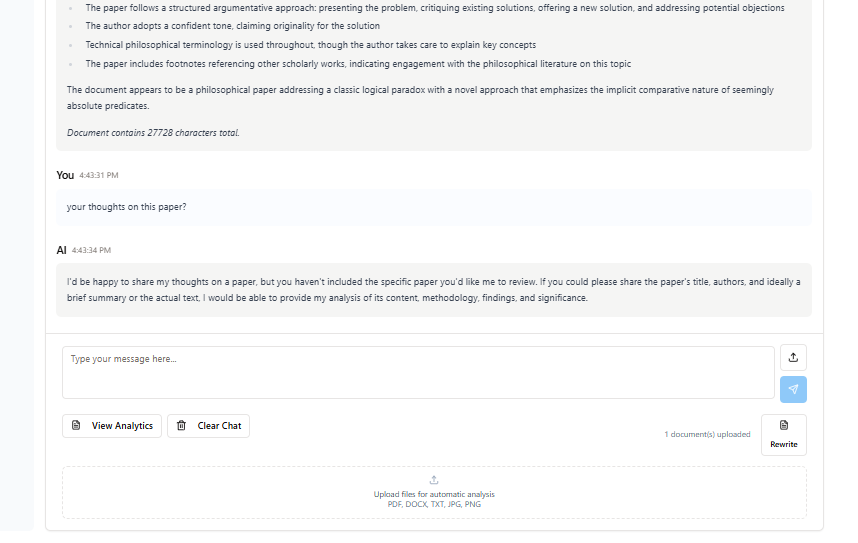 The paper follows a structured argumentative approach: presenting the problem, critiquing existing solutions, offering a new solution, and addressing potential objections
The author adopts a confident tone, claiming originality for the solution
Technical philosophical terminology is used throughout, though the author takes care to explain key concepts
The paper includes footnotes referencing other scholarly works, indicating engagement with the philosophical literature on this topic
The document appears to be a philosophical paper addressing a classic logical paradox with a novel approach that emphasizes the implicit comparative nature of seemingly
absolute predicates.
Document contains 27728 characters total.
You 4:43:31 PM
your thoughts on this paper?
AI 4:43:34 PM
I'd be happy to share my thoughts on a paper, but you haven't included the specific paper you'd like me to review. If you could please share the paper's title, authors, and ideally a
brief summary or the actual text, I would be able to provide my analysis of its content, methodology, findings, and significance.
Type your message here...
View Analytics
Clear Chat
1 document(s) uploaded
Rewrite
Upload files for automatic analysis
PDF, DOCX, TXT, JPG, PNG